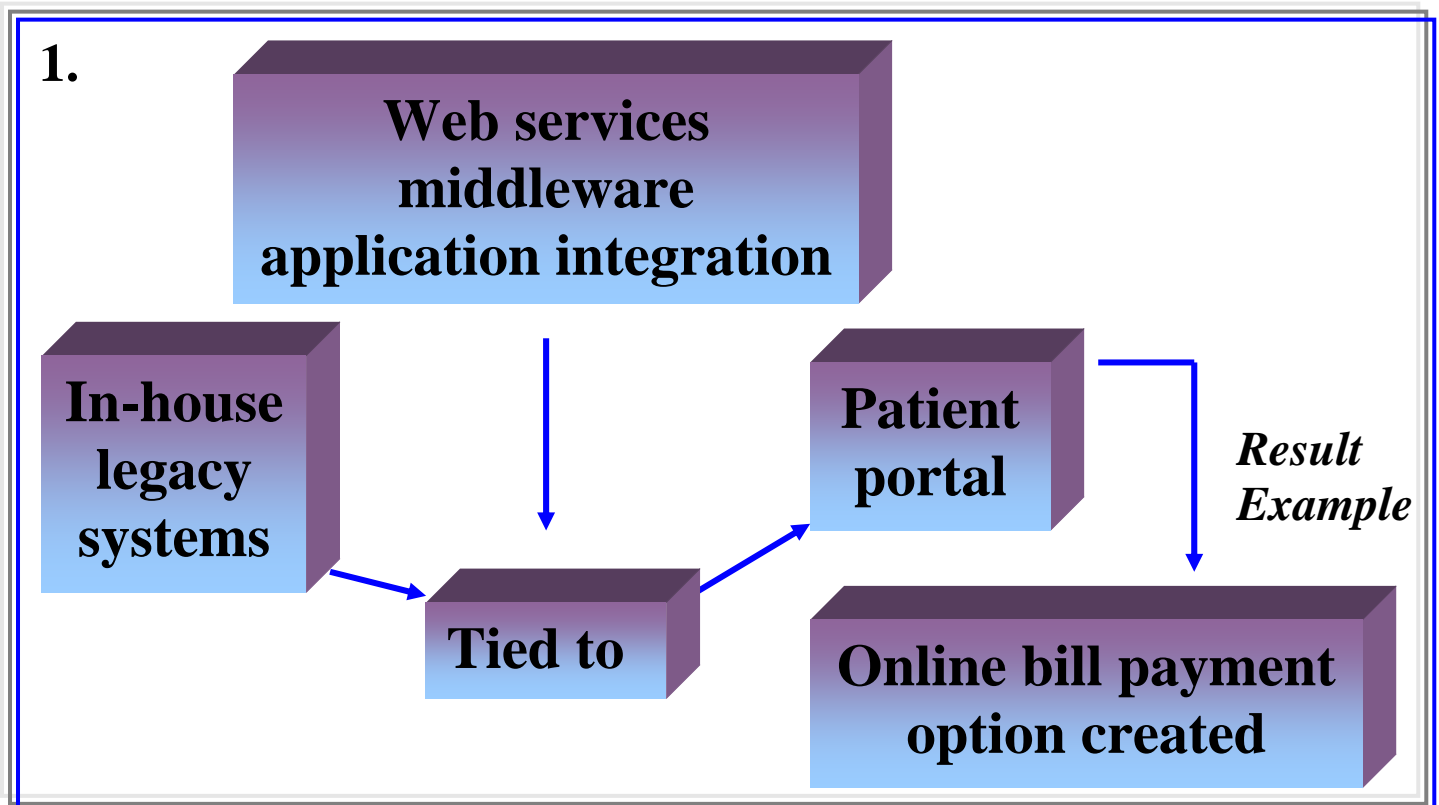 1.
Web services
middleware
application integration
In-house
legacy
systems
Tied to
Patient
portal
Result
Example
Online bill payment
option created